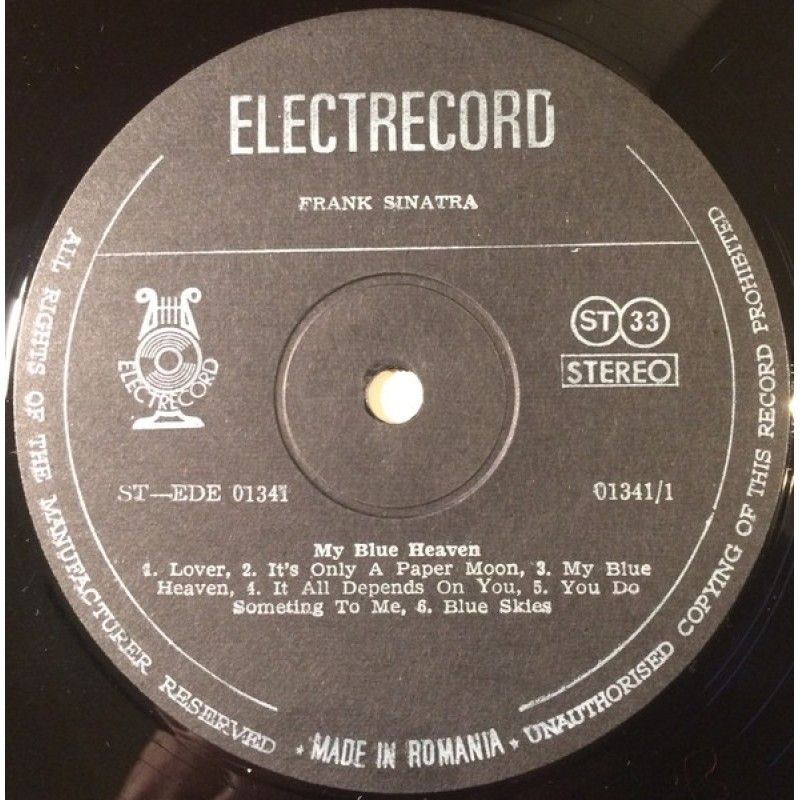 ELECTRECORD
FRANK SINATRA
ELECTRECORD
ST 33
STEREO
ST—EDE 01341
01341/1
My Blue Heaven
1. Lover, 2. It's Only A Paper Moon, 3. My Blue
Heaven, 4. It All Depends On You, 5. You Do
Someting To Me, 6. Blue Skies
ALL RIGHTS OF THE MANUFACTURER RESERVED ★ MADE IN ROMANIA ★ UNAUTHORISED COPYING OF THIS RECORD PROHIBITED